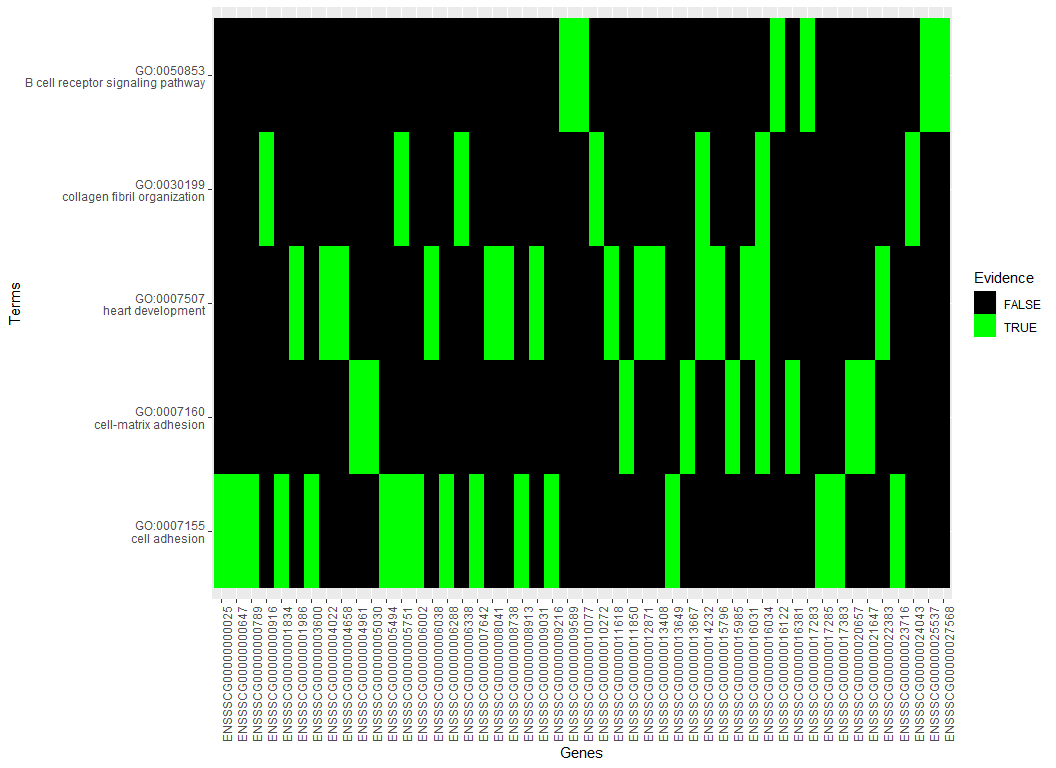 GO:0050853
B cell receptor signaling pathway
GO:0030199
collagen fibril organization
GO:0007507
heart development
GO:0007160
cell-matrix adhesion
GO:0007155
cell adhesion
Terms
ENSSSCG00000000025
ENSSSCG00000000647
ENSSSCG00000000789
ENSSSCG00000000916
ENSSSCG00000001834
ENSSSCG00000001986
ENSSSCG00000003600
ENSSSCG00000004022
ENSSSCG00000004658
ENSSSCG00000004961
ENSSSCG00000005030
ENSSSCG00000005494
ENSSSCG00000005751
ENSSSCG00000006002
ENSSSCG00000006038
ENSSSCG00000006288
ENSSSCG00000006338
ENSSSCG00000007642
ENSSSCG00000008041
ENSSSCG00000008738
ENSSSCG00000008913
ENSSSCG00000009031
ENSSSCG00000009216
ENSSSCG00000009589
ENSSSCG00000010077
ENSSSCG00000010272
ENSSSCG00000011618
ENSSSCG00000011850
ENSSSCG00000012871
ENSSSCG00000013408
ENSSSCG00000013649
ENSSSCG00000013667
ENSSSCG00000014232
ENSSSCG00000015796
ENSSSCG00000015985
ENSSSCG00000016031
ENSSSCG00000016034
ENSSSCG00000016122
ENSSSCG00000016381
ENSSSCG00000017283
ENSSSCG00000017285
ENSSSCG00000017383
ENSSSCG00000020657
ENSSSCG00000021647
ENSSSCG00000022383
ENSSSCG00000023716
ENSSSCG00000024043
ENSSSCG00000025537
ENSSSCG00000027568
Genes
Evidence
FALSE
TRUE